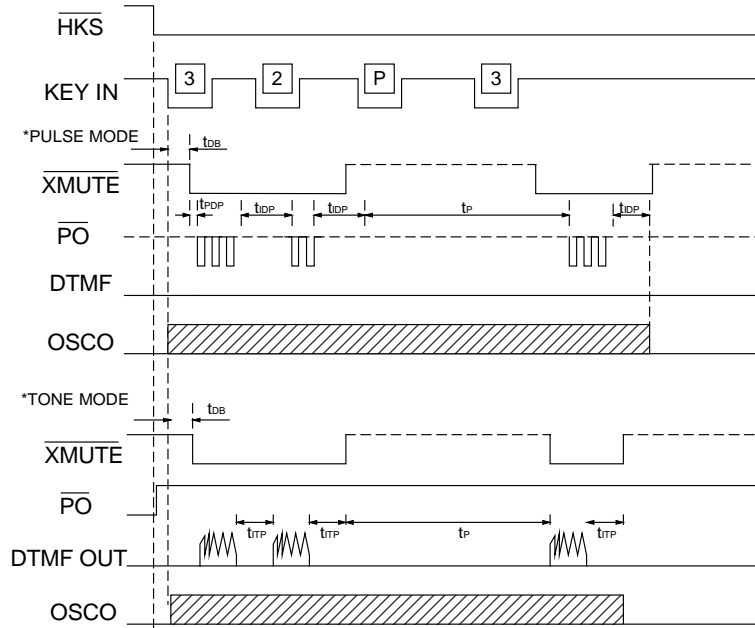 HKS
KEY IN 3 2 P 3
*PULSE MODE tDB
XMUTE
tPDP tIDP tIDP tP tIDP
PO
DTMF
OSCO
*TONE MODE tDB
XMUTE
PO
tITP tITP tP tITP
DTMF OUT
OSCO